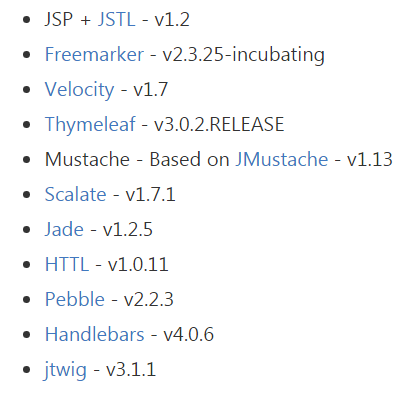 JSP + JSTL - v1.2
Freemarker - v2.3.25-incubating
Velocity - v1.7
Thymeleaf - v3.0.2.RELEASE
Mustache - Based on JMustache - v1.13
Scalate - v1.7.1
Jade - v1.2.5
HTTL - v1.0.11
Pebble - v2.2.3
Handlebars - v4.0.6
jtwig - v3.1.1